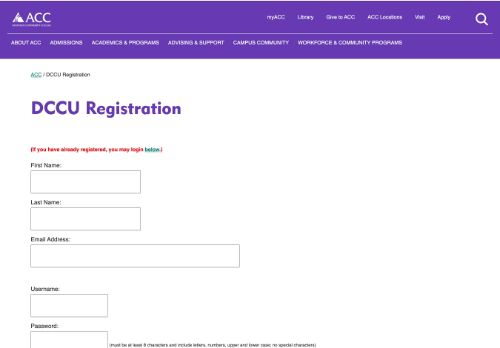 ACC
myACC Library Give to ACC ACC Locations Visit Apply
ABOUT ACC ADMISSIONS ACADEMICS & PROGRAMS ADVISING & SUPPORT CAMPUS COMMUNITY WORKFORCE & COMMUNITY PROGRAMS
ACC / DCCU Registration
DCCU Registration
(If you have already registered, you may login below.)
First Name:
Last Name:
Email Address:
Username:
Password:
(must be at least 8 characters and include letters, numbers, upper and lower case; no special characters)